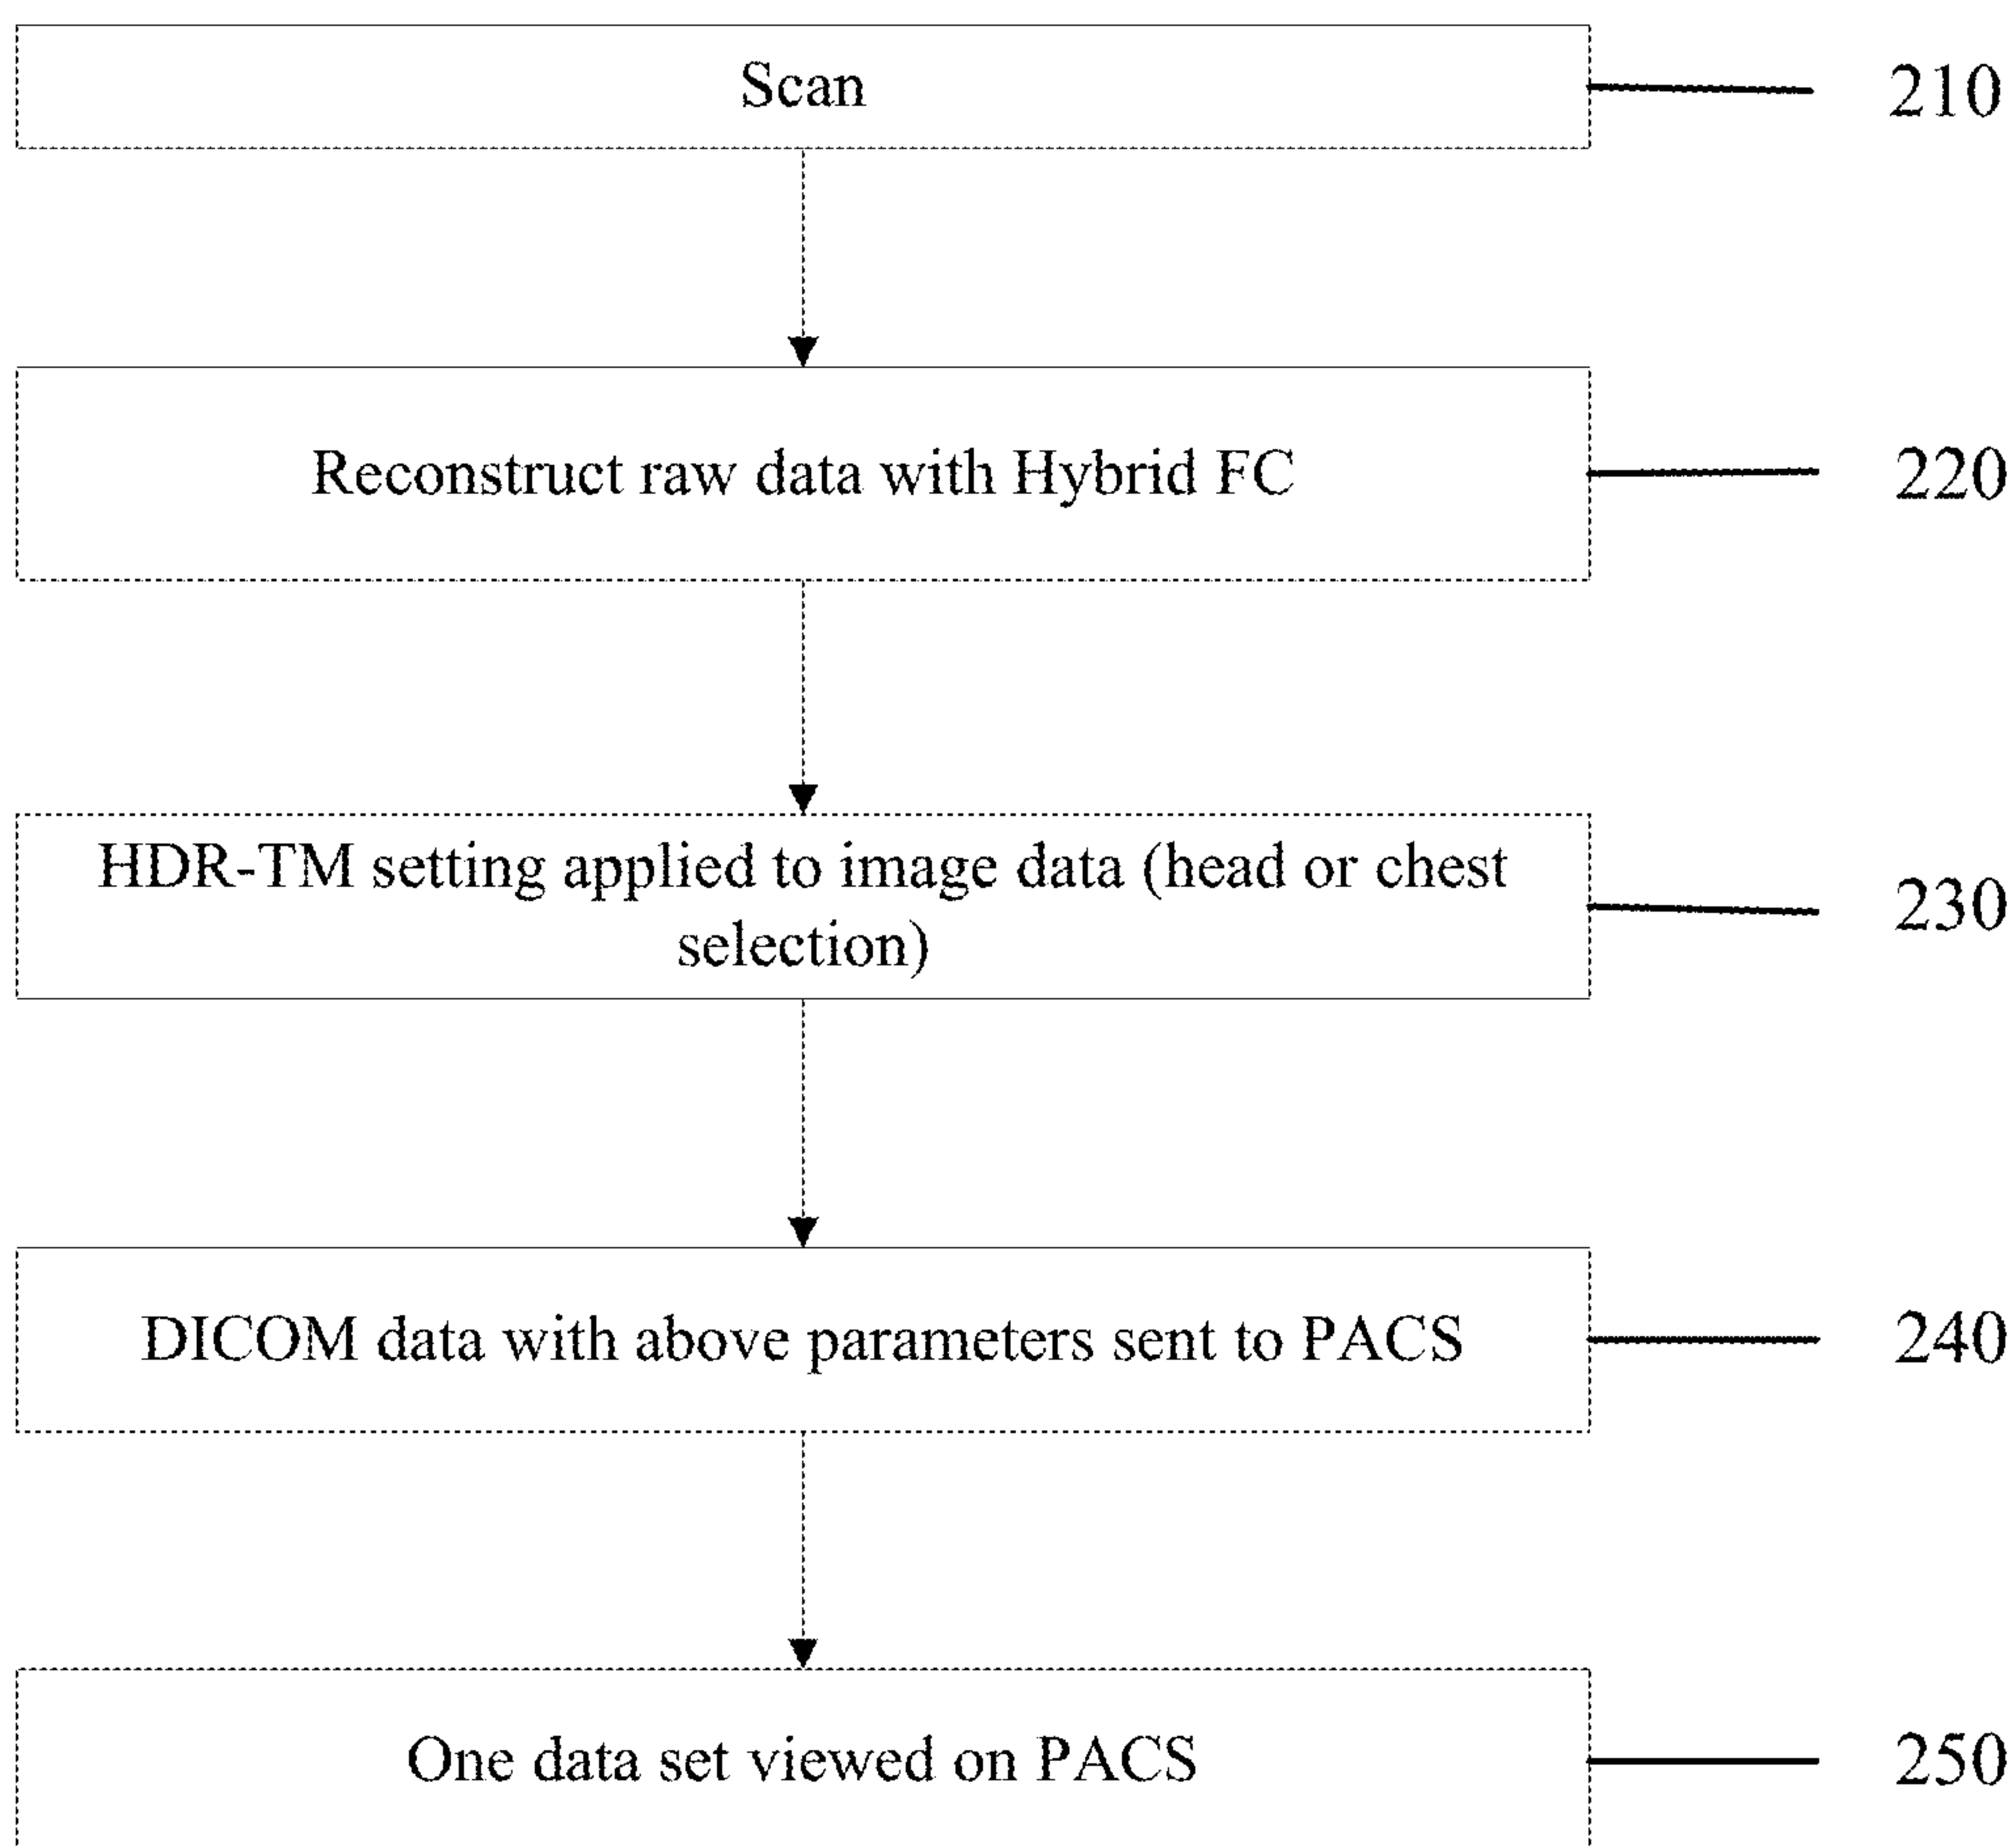 Scan
210
Reconstruct raw data with Hybrid FC
220
HDR-TM setting applied to image data (head or chest
selection)
230
DICOM data with above parameters sent to PACS
240
One data set viewed on PACS
250